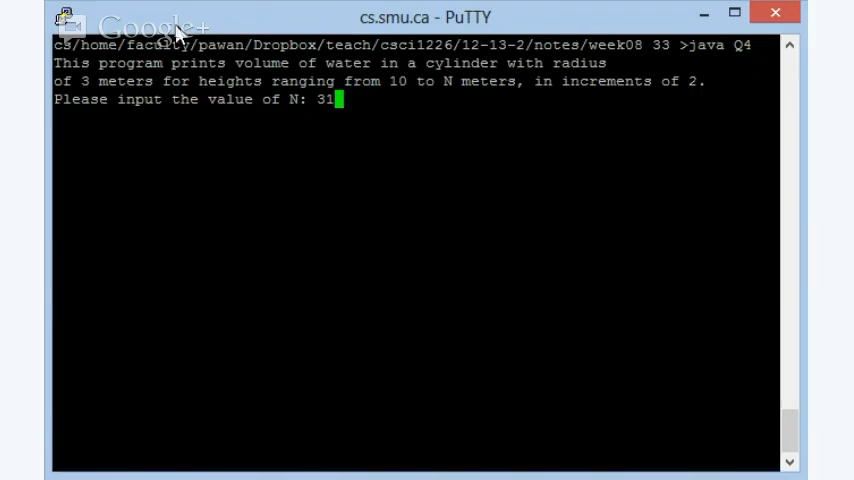 cs.smu.ca - PuTTY
Google+
cs/home/faculty/pawan/Dropbox/teach/csci1226/12-13-2/notes/week08 33 >java Q4
This program prints volume of water in a cylinder with radius
of 3 meters for heights ranging from 10 to N meters, in increments of 2.
Please input the value of N: 31